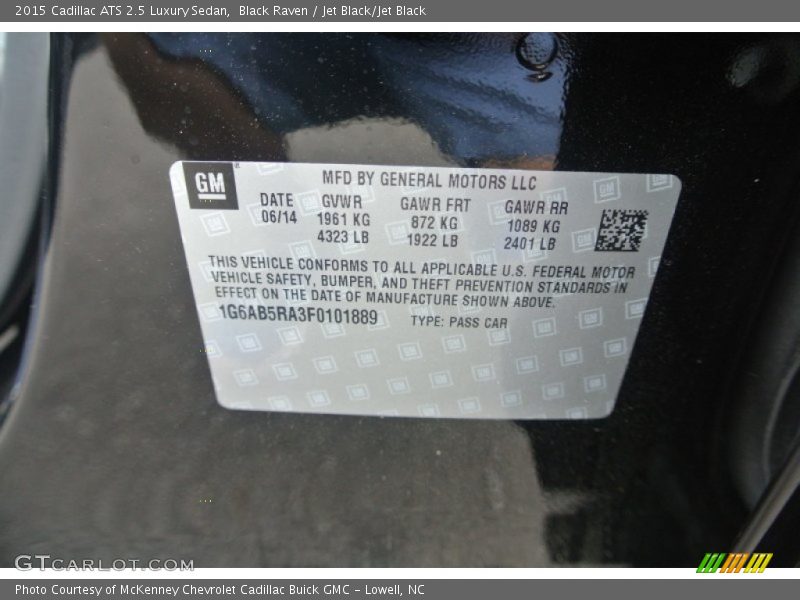 2015 Cadillac ATS 2.5 Luxury Sedan, Black Raven / Jet Black/Jet Black
GM
MFD BY GENERAL MOTORS LLC
DATE GVWR GAWR FRT GAWR RR
06/14 1961 KG 872 KG 1089 KG
4323 LB 1922 LB 2401 LB
THIS VEHICLE CONFORMS TO ALL APPLICABLE U.S. FEDERAL MOTOR
VEHICLE SAFETY, BUMPER, AND THEFT PREVENTION STANDARDS IN
EFFECT ON THE DATE OF MANUFACTURE SHOWN ABOVE.
1G6AB5RA3F0101889 TYPE: PASS CAR
GTCARLOT.COM
Photo Courtesy of McKenney Chevrolet Cadillac Buick GMC - Lowell, NC